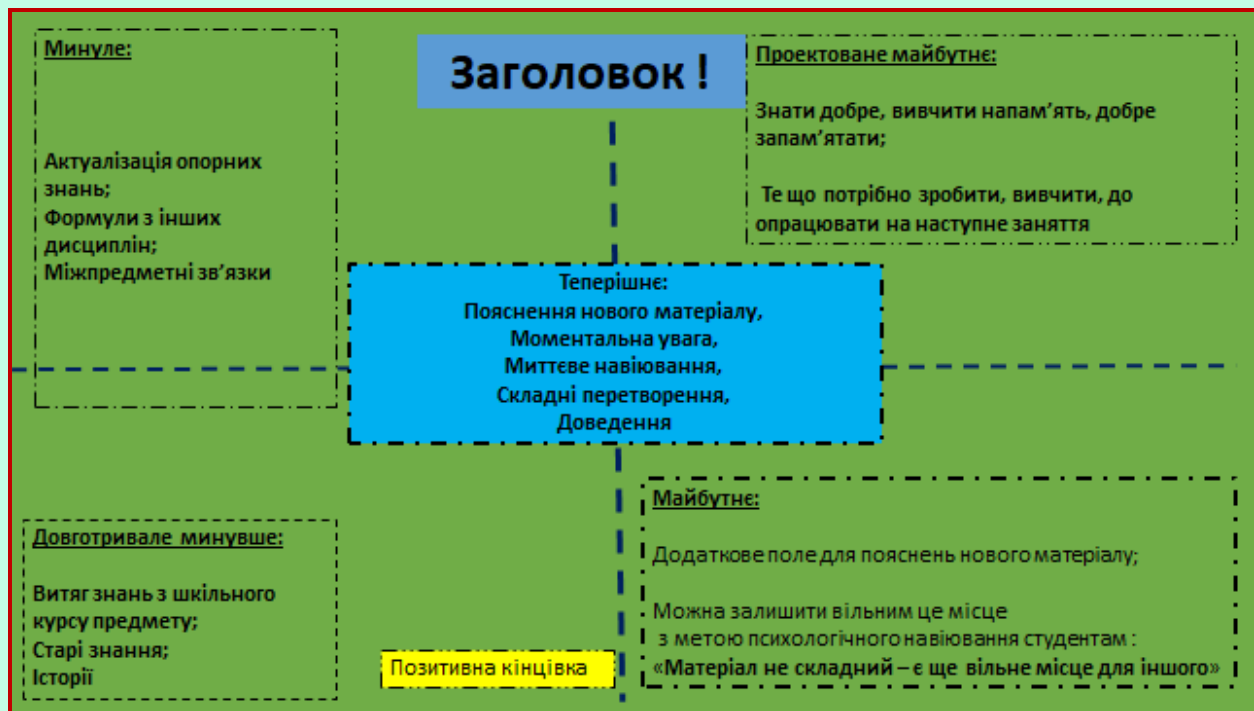 Минуле:
Актуалізація опорних
знань;
Формули з інших
дисциплін;
Міжпредметні зв’язки
Заголовок !
Проектоване майбутнє:
Знати добре, вивчити напам’ять, добре
запам’ятати;
Те що потрібно зробити, вивчити, до
опрацювати на наступне заняття
Теперішнє:
Пояснення нового матеріалу,
Моментальна увага,
Миттєве навіювання,
Складні перетворення,
Доведення
Довготривале минувше:
Витяг знань з шкільного
курсу предмету;
Старі знання;
Історії
Позитивна кінцівка
Майбутнє:
Додаткове поле для пояснень нового матеріалу;
Можна залишити вільним це місце
з метою психологічного навіювання студентам :
«Матеріал не складний – є ще вільне місце для іншого»